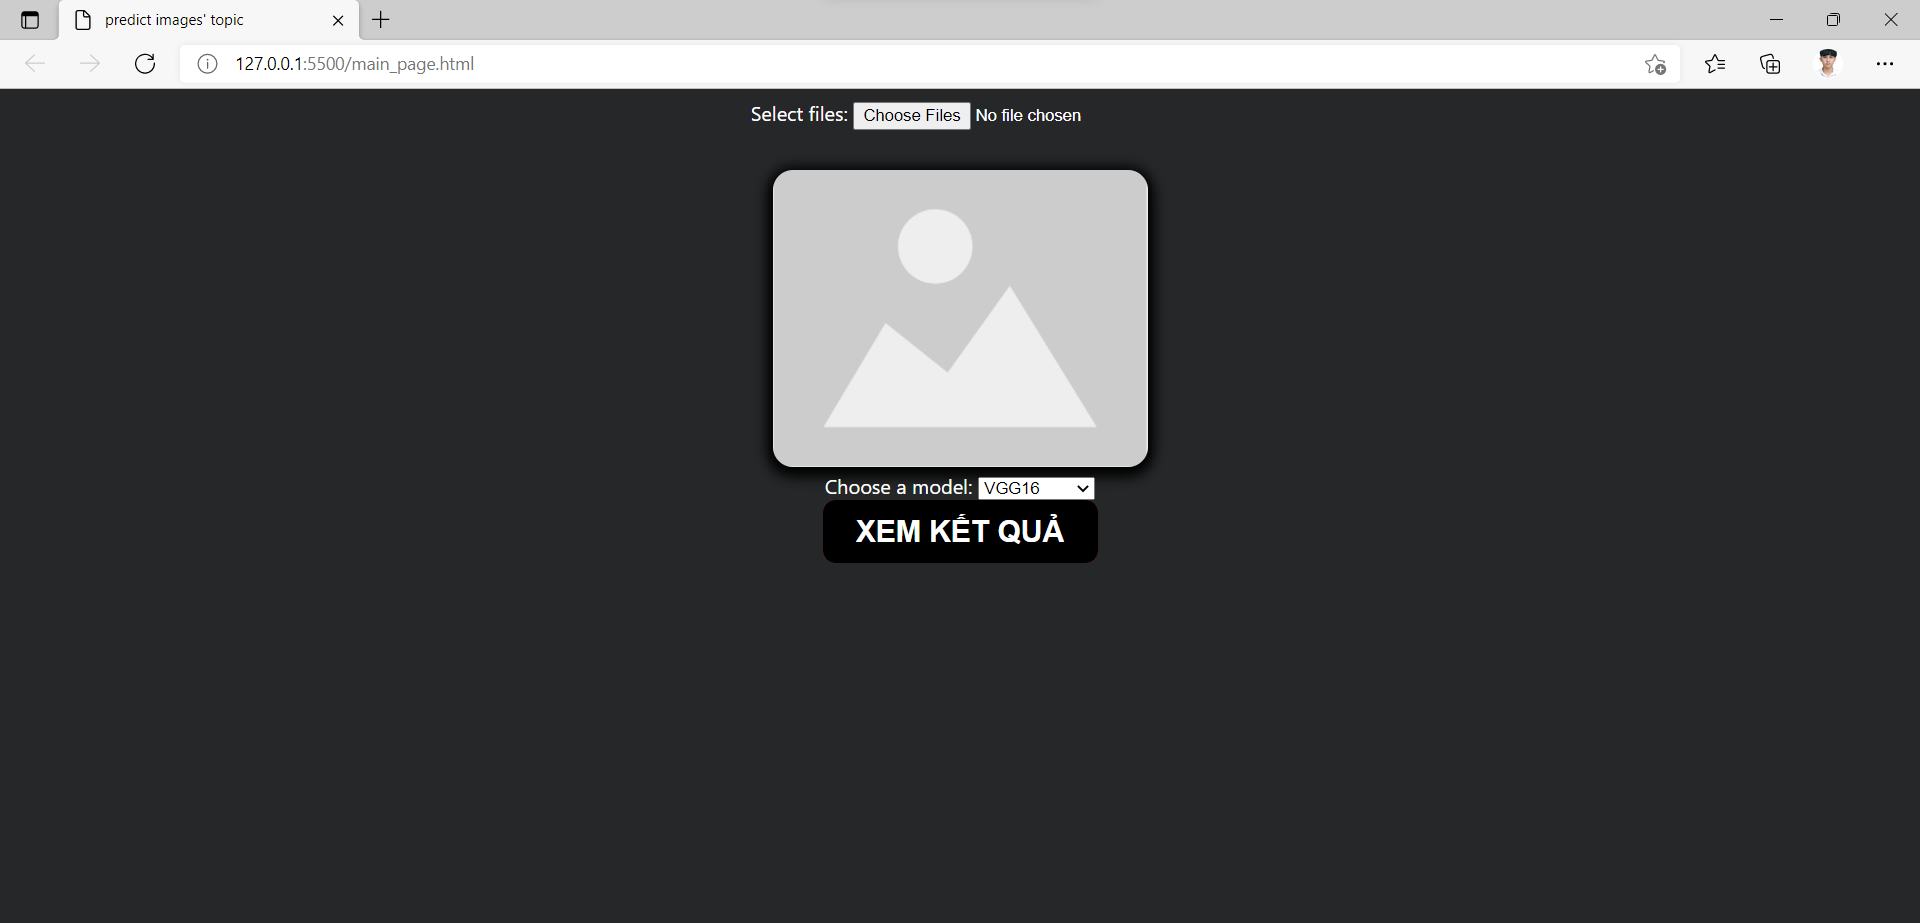 predict images' topic
127.0.0.1:5500/main_page.html
Select files: Choose Files No file chosen
Choose a model: VGG16
XEM KẾT QUẢ